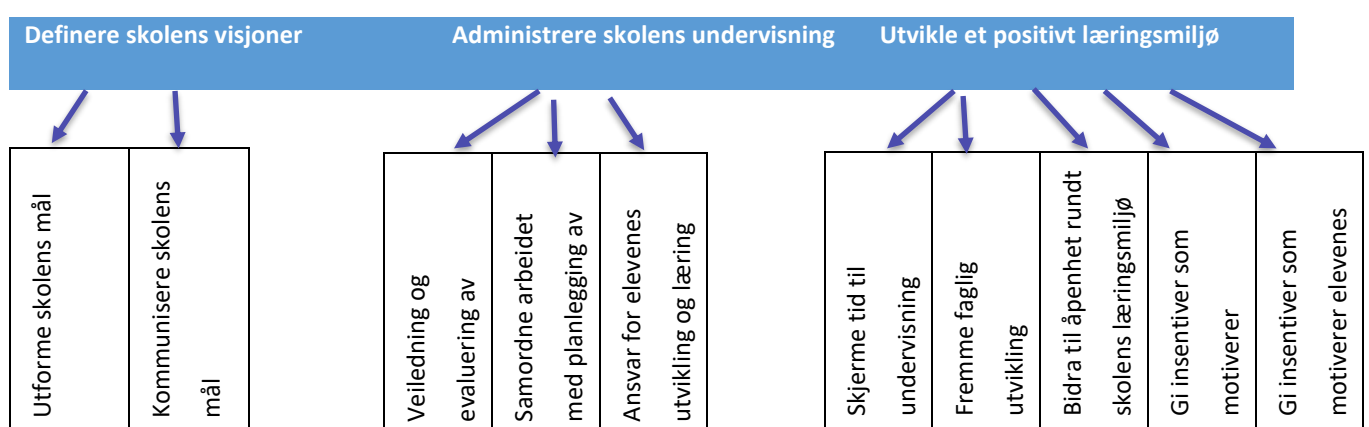 Definere skolens visjoner
Administrere skolens undervisning
Utvikle et positivt læringsmiljø
Utforme skolens mål
Kommunisere skolens
mål
Veiledning og
evaluering av
Samordne arbeidet
med planlegging av
Ansvar for elevenes
utvikling og læring
Skjerme tid til
undervisning
Fremme faglig
utvikling
Bidra til åpenhet rundt
skolens læringsmiljø
Gi insentiver som
motiverer
Gi insentiver som
motiverer elevenes